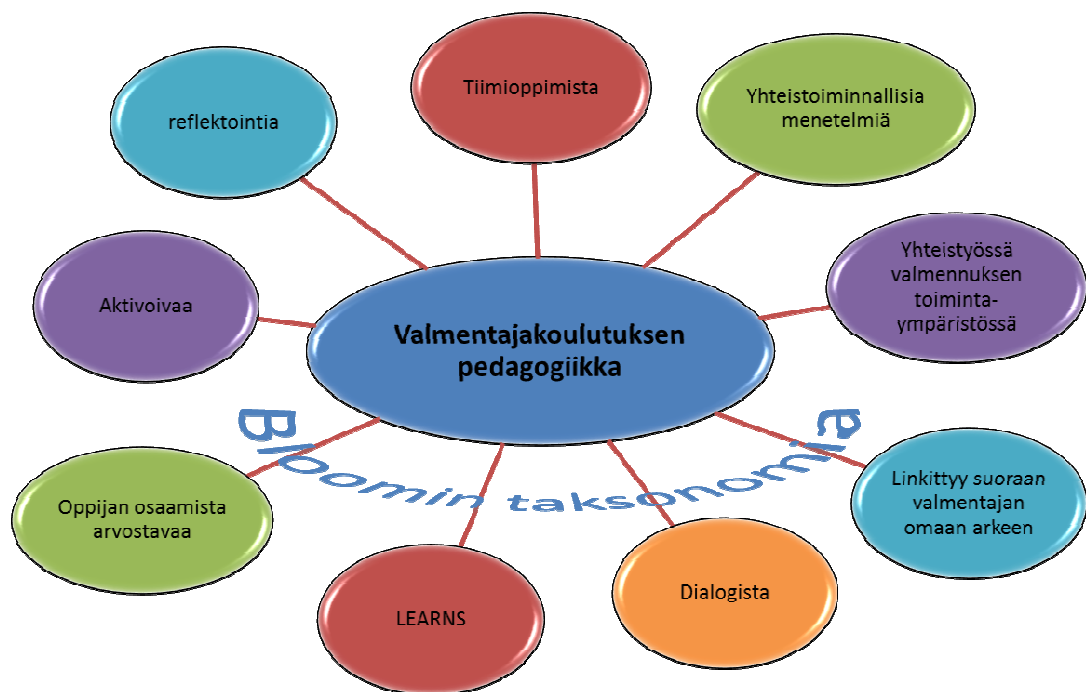 Tiimioppimista
reflektointia
Yhteistoiminnallisia
menetelmiä
Yhteistyössä
valmennuksen
toiminta-
ympäristössä
Aktivoivaa
Valmentajakoulutuksen
pedagogiikka
Bloomin taksonomia
Linkittyy suoraan
valmentajan
omaan arkeen
Oppijan osaamista
arvostavaa
Dialogista
LEARNS